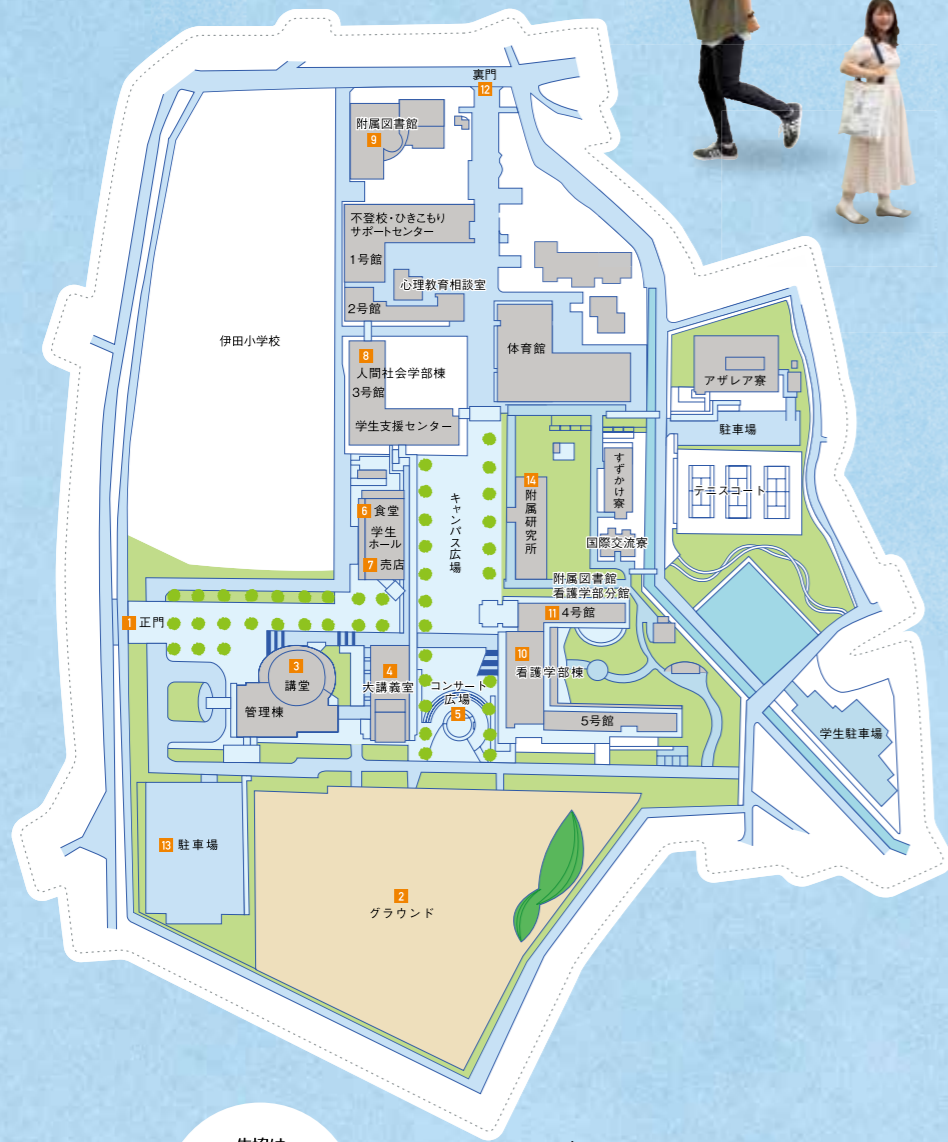 裏門
12
附属図書館
9
不登校・ひきこもり
サポートセンター
1号館
心理教育相談室
2号館
伊田小学校
体育館
8
人間社会学部棟
3号館
学生支援センター
アザレア寮
駐車場
テニスコート
すずかけ寮
14
附属研究所
キャンパス広場
6 食堂
学生
ホール
7 売店
国際交流寮
附属図書館
看護学部分館
11 4号館
1 正門
10
看護学部棟
3
講堂
管理棟
4
大講義室
コンサート
広場
5
5号館
学生駐車場
13 駐車場
2
グラウンド